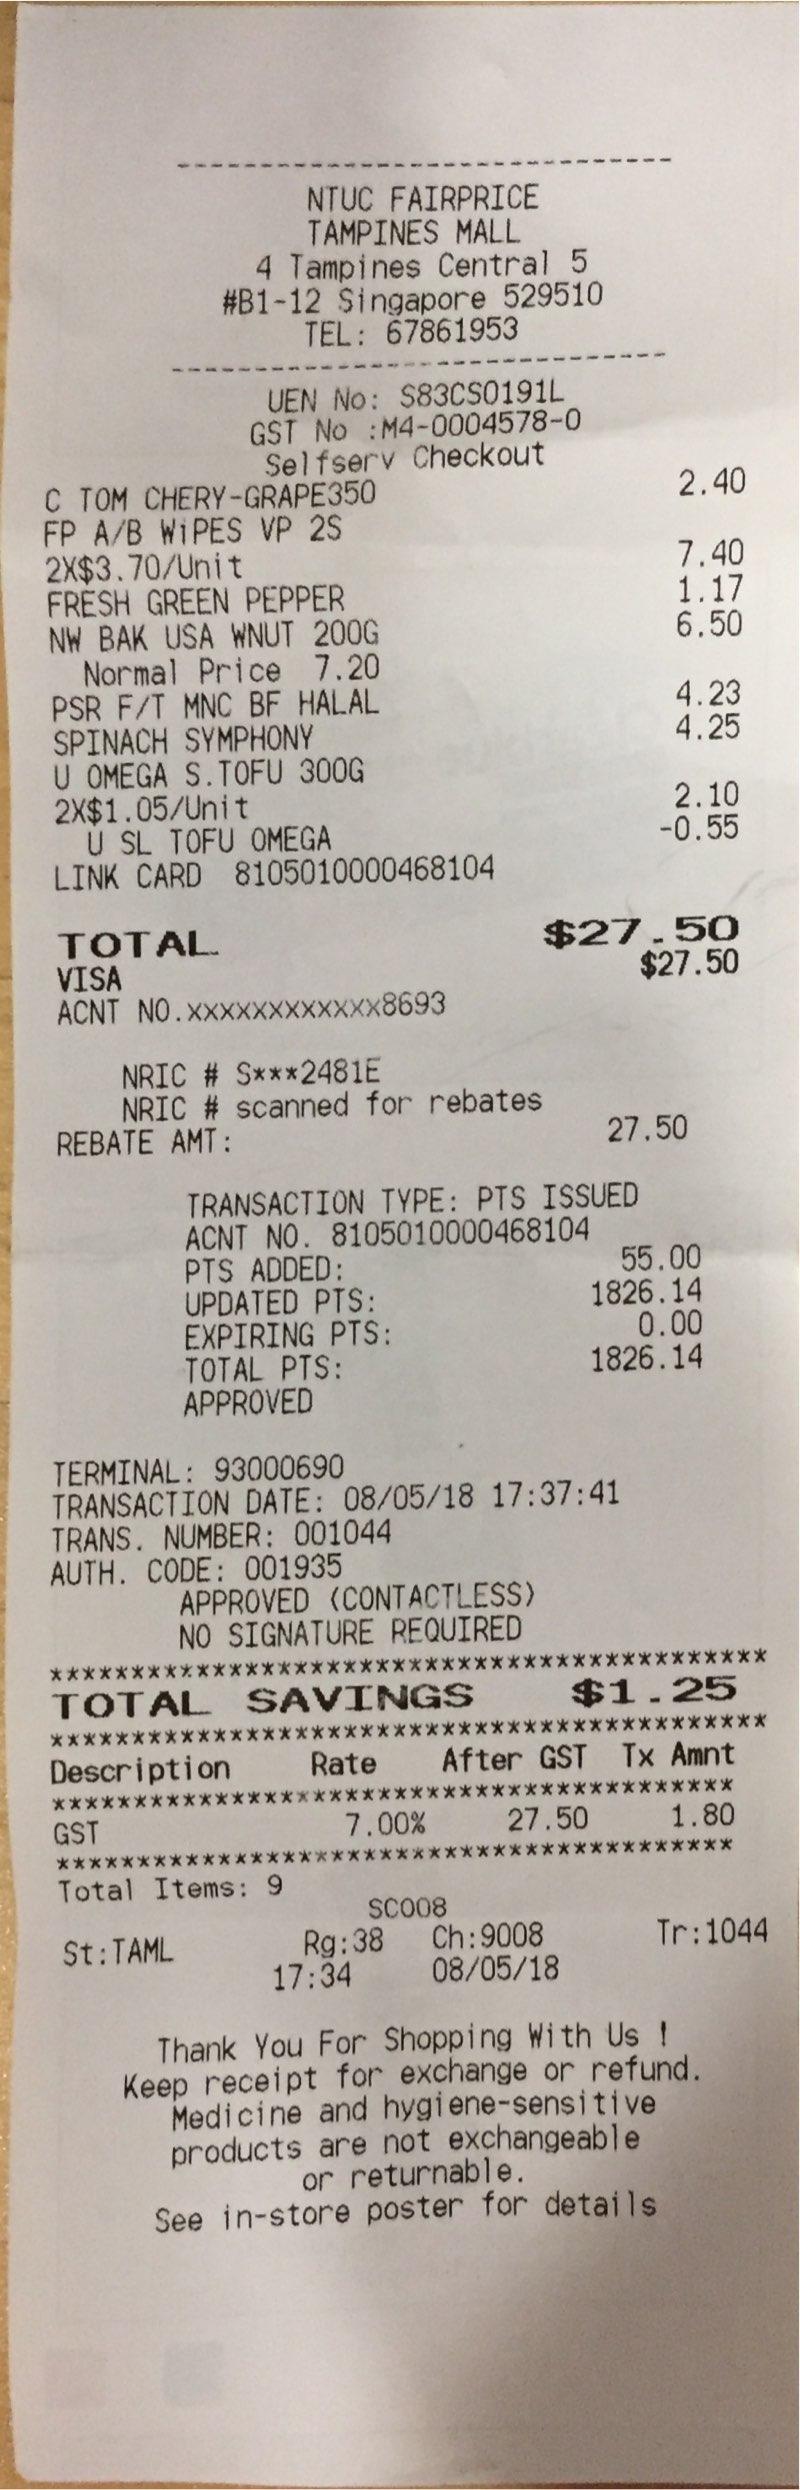 --------------------------------
NTUC FAIRPRICE
TAMPINES MALL
4 Tampines Central 5
#B1-12 Singapore 529510
TEL: 67861953
--------------------------------
UEN No: S83CS0191L
GST No :M4-0004578-0
Selfserv Checkout
C TOM CHERY-GRAPE350 2.40
FP A/B WiPES VP 2S
2X$3.70/Unit 7.40
FRESH GREEN PEPPER 1.17
NW BAK USA WNUT 200G 6.50
Normal Price 7.20
PSR F/T MNC BF HALAL 4.23
SPINACH SYMPHONY 4.25
U OMEGA S.TOFU 300G
2X$1.05/Unit 2.10
U SL TOFU OMEGA -0.55
LINK CARD 8105010000468104
TOTAL $27.50
VISA $27.50
ACNT NO.xxxxxxxxxxxx8693
NRIC # S***2481E
NRIC # scanned for rebates
REBATE AMT: 27.50
TRANSACTION TYPE: PTS ISSUED
ACNT NO. 8105010000468104
PTS ADDED: 55.00
UPDATED PTS: 1826.14
EXPIRING PTS: 0.00
TOTAL PTS: 1826.14
APPROVED
TERMINAL: 93000690
TRANSACTION DATE: 08/05/18 17:37:41
TRANS. NUMBER: 001044
AUTH. CODE: 001935
APPROVED (CONTACTLESS)
NO SIGNATURE REQUIRED
********************************************
TOTAL SAVINGS $1.25
********************************************
Description Rate After GST Tx Amnt
******************************************
GST 7.00% 27.50 1.80
******************************************
Total Items: 9
SC008
St:TAML Rg:38 Ch:9008 Tr:1044
17:34 08/05/18
Thank You For Shopping With Us !
Keep receipt for exchange or refund.
Medicine and hygiene-sensitive
products are not exchangeable
or returnable.
See in-store poster for details